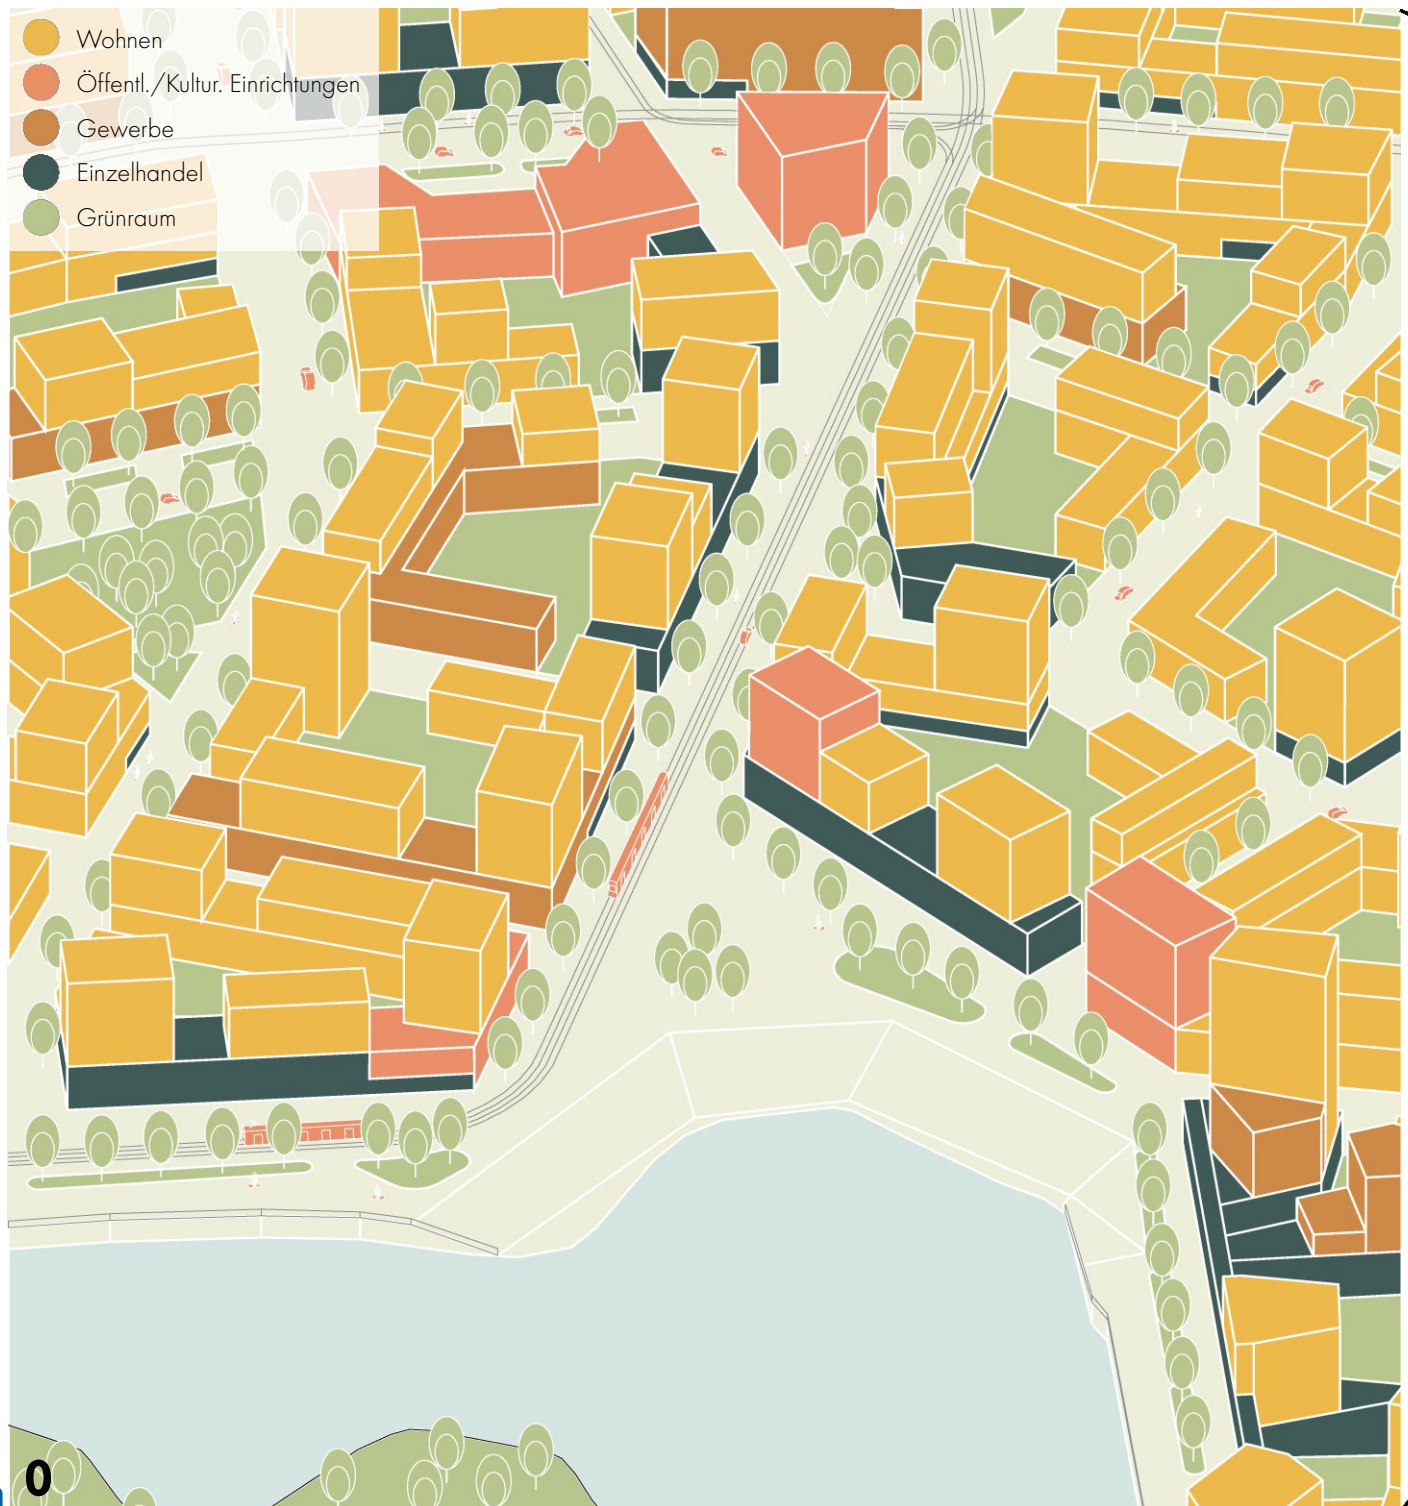 Wohnen
Öffentl./Kultur. Einrichtungen
Gewerbe
Einzelhandel
Grünraum
0